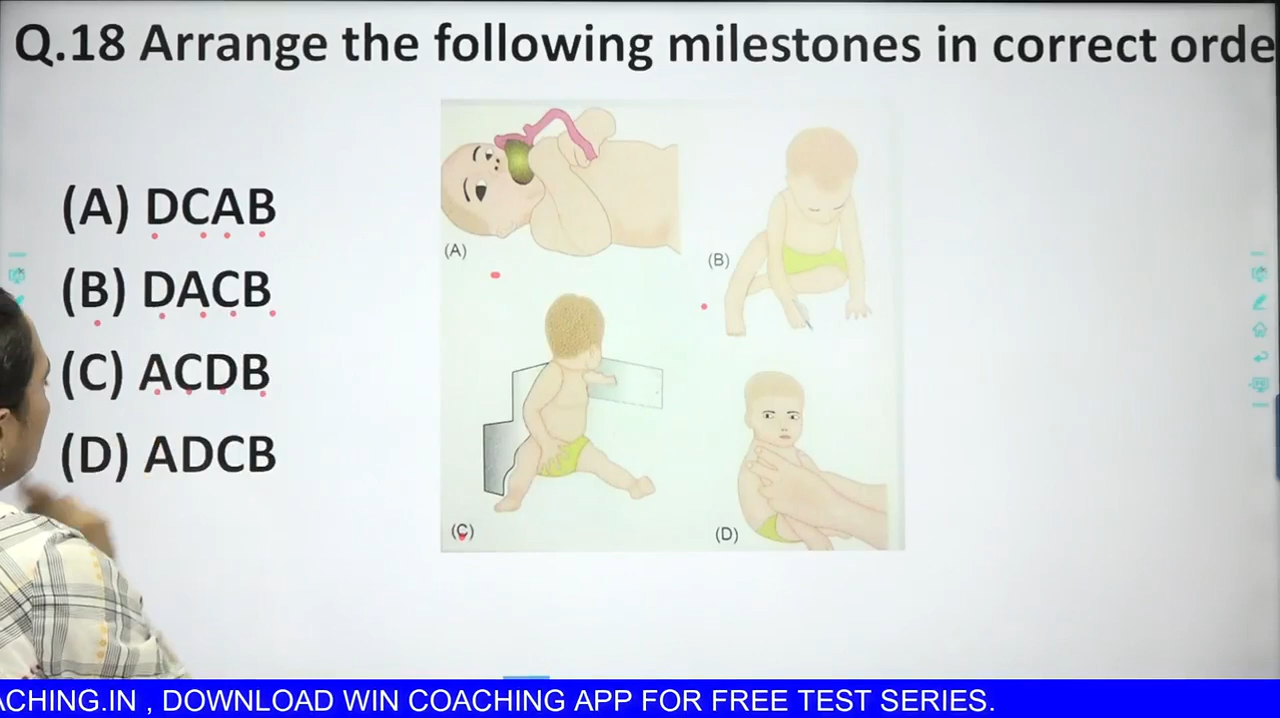 Q.18 Arrange the following milestones in correct orde
(A) DCAB
(B) DACB
(C) ACDB
(D) ADCB
(A)
(B)
(C)
(D)
ACHING.IN , DOWNLOAD WIN COACHING APP FOR FREE TEST SERIES.